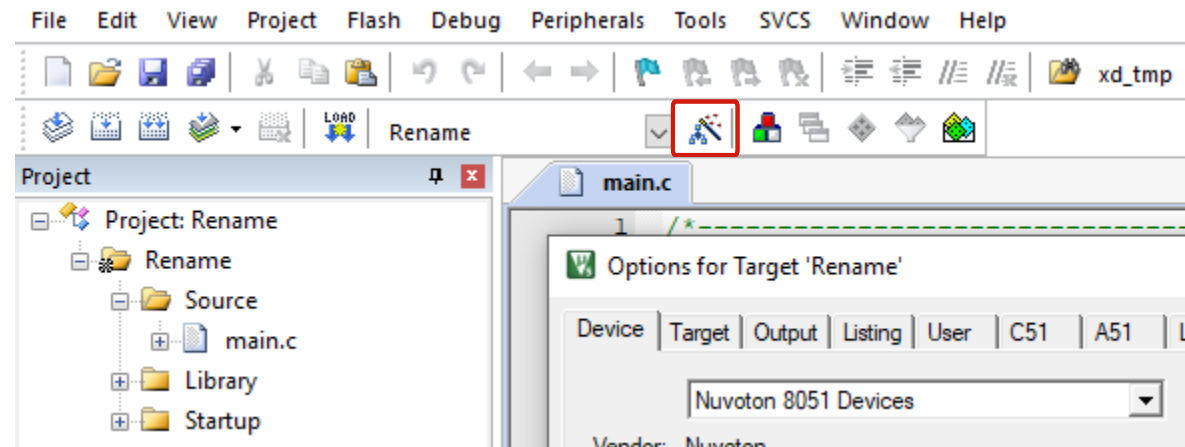 File Edit View Project Flash Debug Peripherals Tools SVCS Window Help
xd_tmp
LOAD Rename
Project
main.c
Project: Rename
Rename
Source
main.c
Library
Startup
1 /*-------------------------------
Options for Target 'Rename'
Device Target Output Listing User C51 A51
Nuvoton 8051 Devices
Vendor: Nuvoton